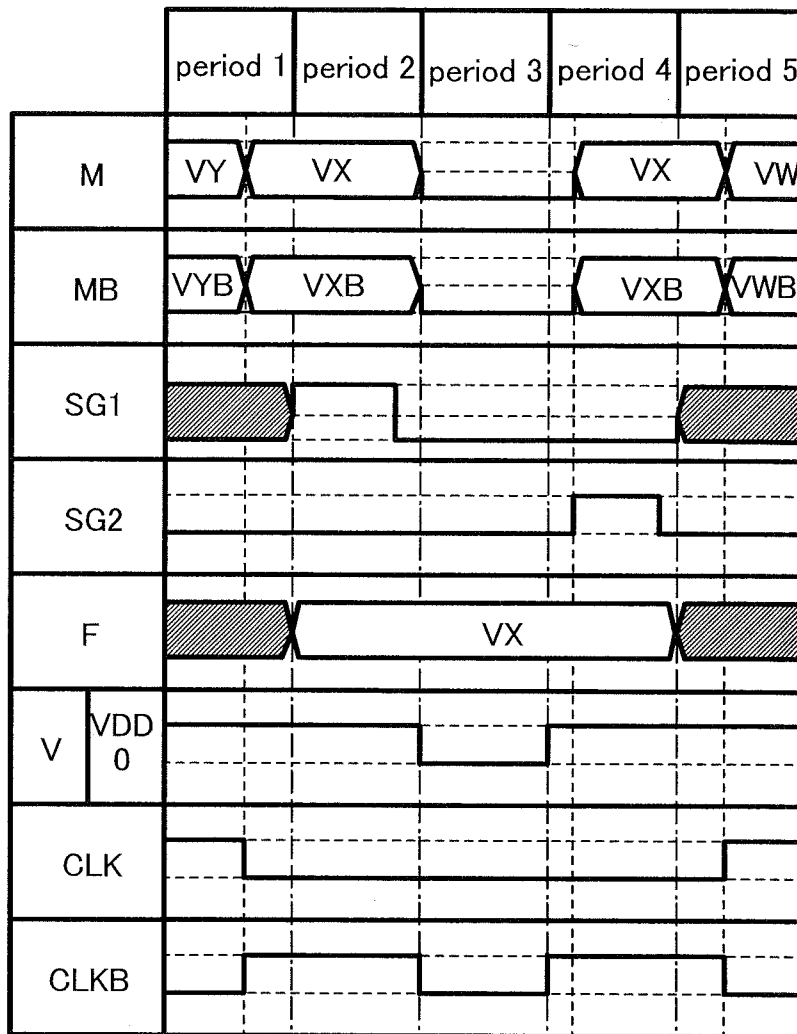 period 1 period 2 period 3 period 4 period 5
M VY VX VX VW
MB VYB VXB VXB VWB
SG1
SG2
F VX
V VDD
0
CLK
CLKB